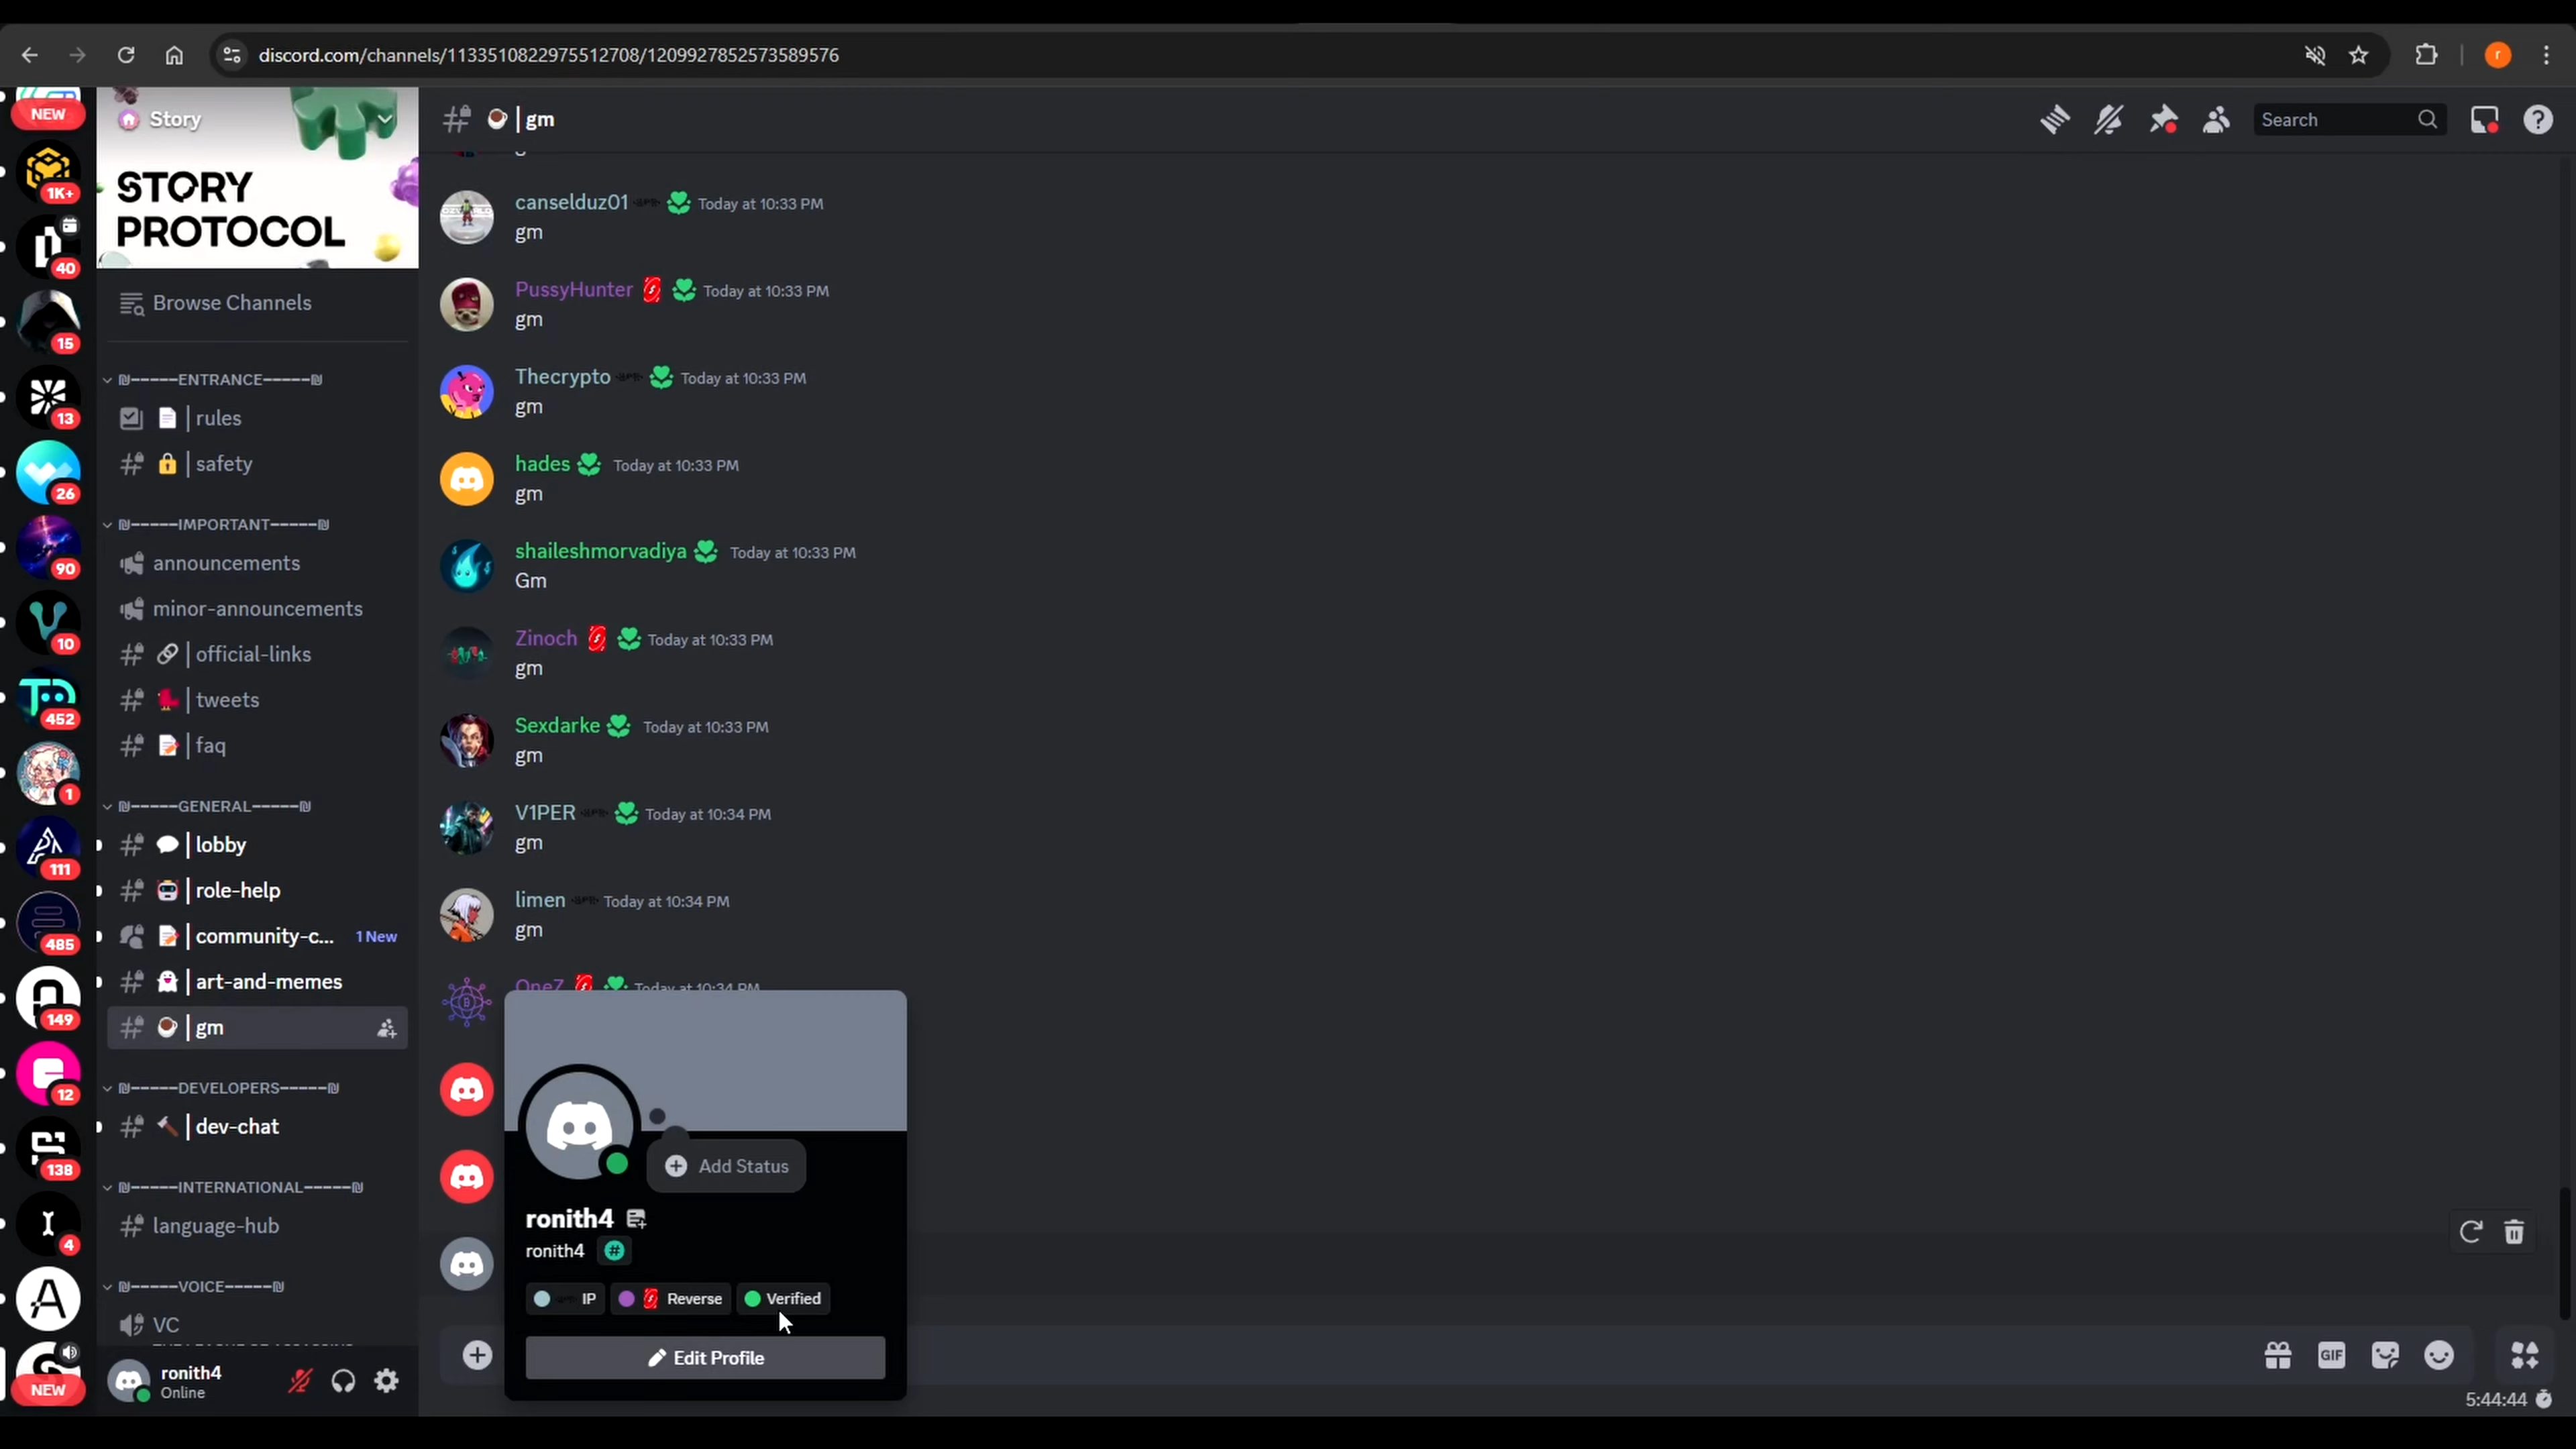 discord.com/channels/1133510822975512708/1209927852573589576
r
NEW
1K+
40
15
13
26
90
10
452
1
111
485
149
12
138
4
NEW
Story
STORY
PROTOCOL
Browse Channels
₪-----ENTRANCE-----₪
rules
safety
₪-----IMPORTANT-----₪
announcements
minor-announcements
official-links
tweets
faq
₪-----GENERAL-----₪
lobby
role-help
community-c... 1 New
art-and-memes
gm
₪-----DEVELOPERS-----₪
dev-chat
₪-----INTERNATIONAL-----₪
language-hub
₪-----VOICE-----₪
VC
ronith4
Online
gm
Search
canselduz01 Today at 10:33 PM
gm
PussyHunter Today at 10:33 PM
gm
Thecrypto Today at 10:33 PM
gm
hades Today at 10:33 PM
gm
shaileshmorvadiya Today at 10:33 PM
Gm
Zinoch Today at 10:33 PM
gm
Sexdarke Today at 10:33 PM
gm
V1PER Today at 10:34 PM
gm
limen Today at 10:34 PM
gm
OneZ Today at 10:34 PM
Add Status
ronith4
ronith4 #
IP Reverse Verified
Edit Profile
GIF
5:44:44